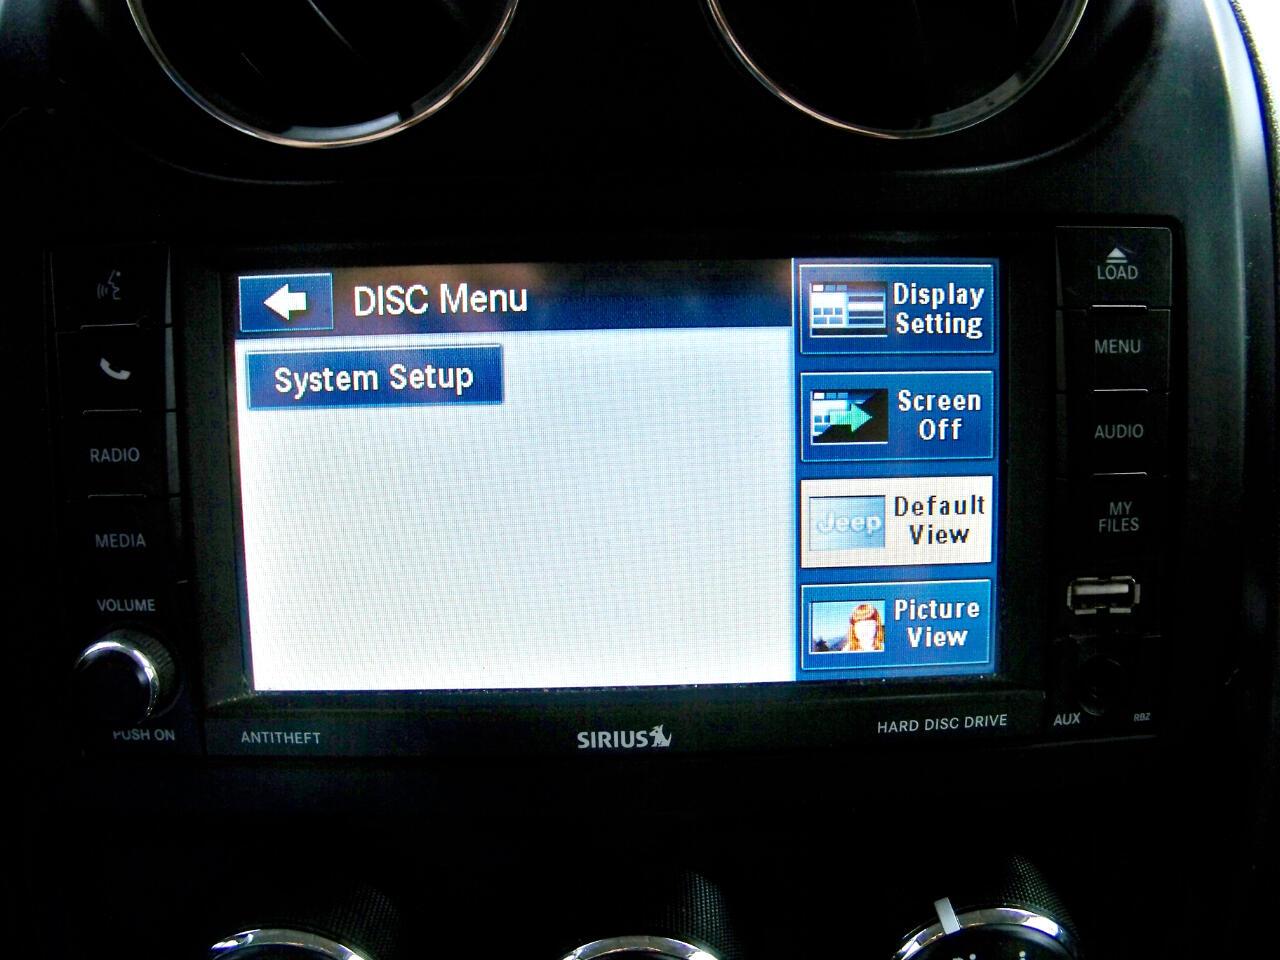 DISC Menu
System Setup
Display
Setting
Screen
Off
Jeep
Default
View
Picture
View
RADIO
MEDIA
VOLUME
PUSH ON
LOAD
MENU
AUDIO
MY
FILES
ANTITHEFT
SIRIUS
HARD DISC DRIVE
AUX
RBZ